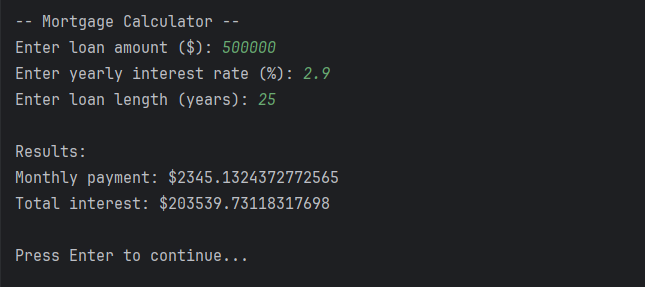 -- Mortgage Calculator --
Enter loan amount ($): 500000
Enter yearly interest rate (%): 2.9
Enter loan length (years): 25
Results:
Monthly payment: $2345.1324372772565
Total interest: $203539.73118317698
Press Enter to continue...